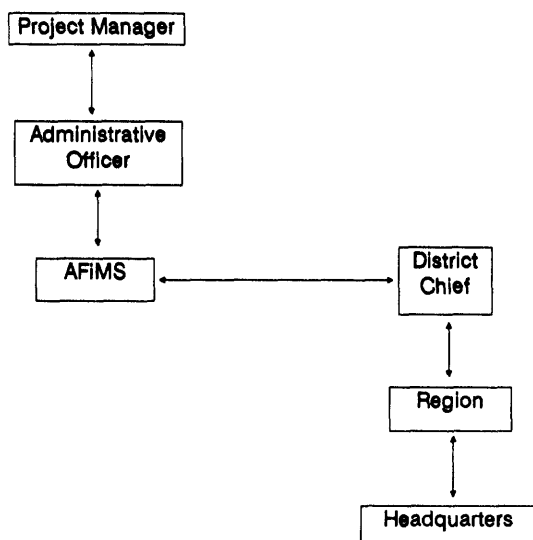 Project Manager
Administrative
Officer
AFiMS
District
Chief
Region
Headquarters